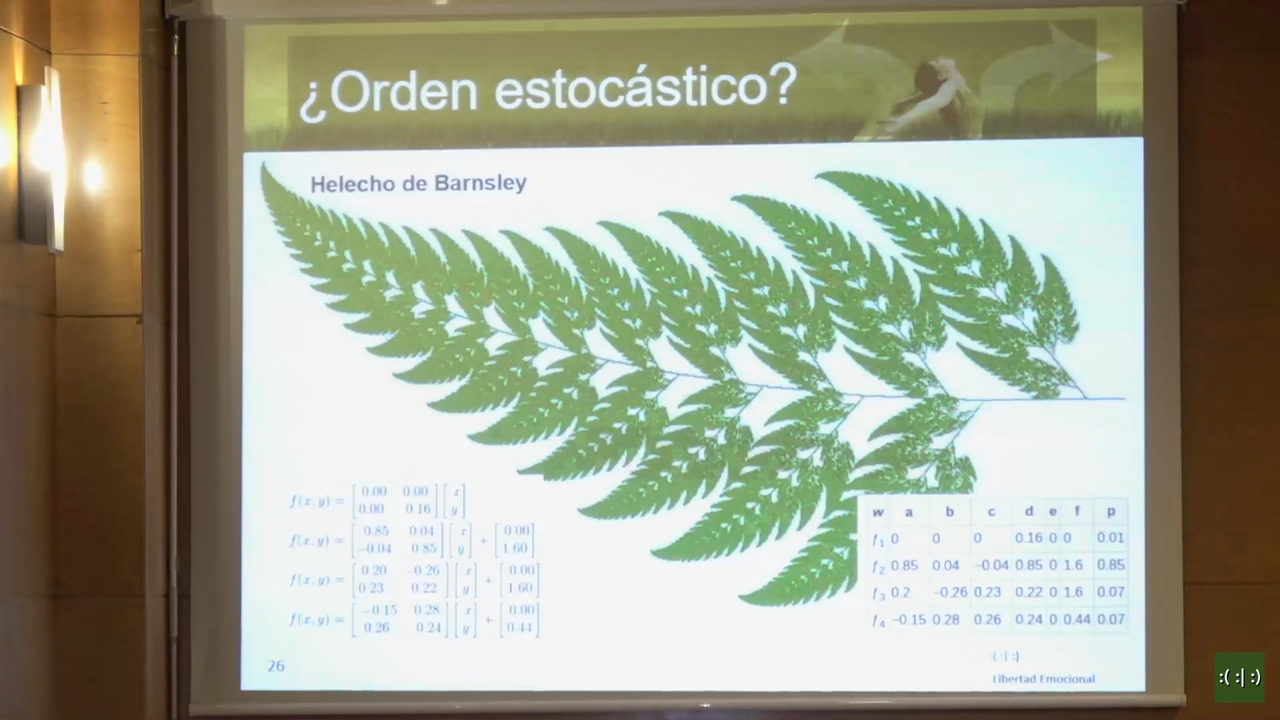 ¿Orden estocástico?
Helecho de Barnsley
f(x, y) = [0.00 0.00; 0.00 0.16] [x; y]
f(x, y) = [0.85 0.04; −0.04 0.85] [x; y] + [0.00; 1.60]
f(x, y) = [0.20 −0.26; 0.23 0.22] [x; y] + [0.00; 1.60]
f(x, y) = [−0.15 0.28; 0.26 0.24] [x; y] + [0.00; 0.44]
w a b c d e f p
f1 0 0 0 0.16 0 0 0.01
f2 0.85 0.04 −0.04 0.85 0 1.6 0.85
f3 0.2 −0.26 0.23 0.22 0 1.6 0.07
f4 −0.15 0.28 0.26 0.24 0 0.44 0.07
26
:( :| :)
Libertad Emocional
:( :| :)